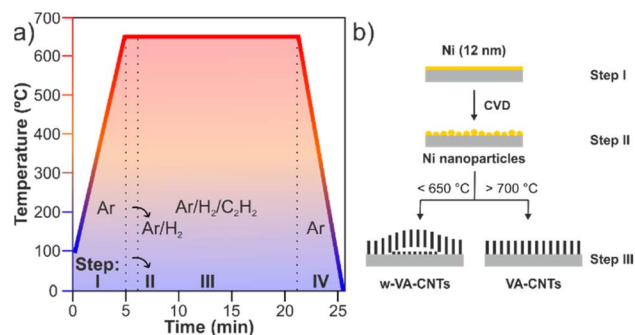 a)
Temperature (ºC)
700
600
500
400
300
200
100
0
Ar
Ar/H₂
Ar/H₂/C₂H₂
Ar
Step:
I
II
III
IV
0
5
10
15
20
25
Time (min)
b)
Ni (12 nm)
Step I
CVD
Step II
Ni nanoparticles
< 650 °C
> 700 °C
Step III
w-VA-CNTs
VA-CNTs